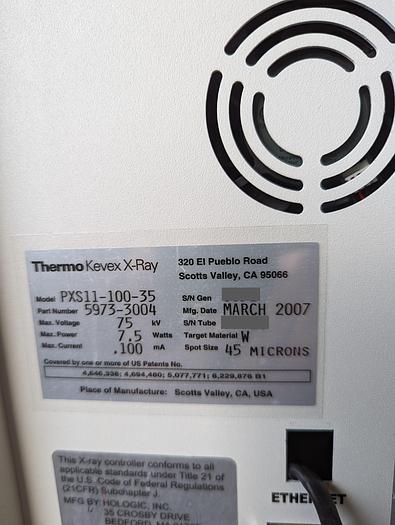 Thermo Kevex X-Ray
320 El Pueblo Road
Scotts Valley, CA 95066
Model PXS11-100-35
S/N Gen
Part Number 5973-3004
Mfg. Date MARCH 2007
Max. Voltage 75 kV
S/N Tube
Max. Power 7.5 Watts
Target Material W
Max. Current .100 mA
Spot Size 45 MICRONS
Covered by one or more of US Patents No.
4,646,338; 4,694,480; 5,077,771; 6,229,876 B1
Place of Manufacture: Scotts Valley, CA, USA
This X-ray controller conforms to all
applicable standards under Title 21 of
the U.S. Code of Federal Regulations
(21CFR) Subchapter J.
MFG BY: HOLOGIC, INC.
35 CROSBY DRIVE
BEDFORD, MA
ETHERNET